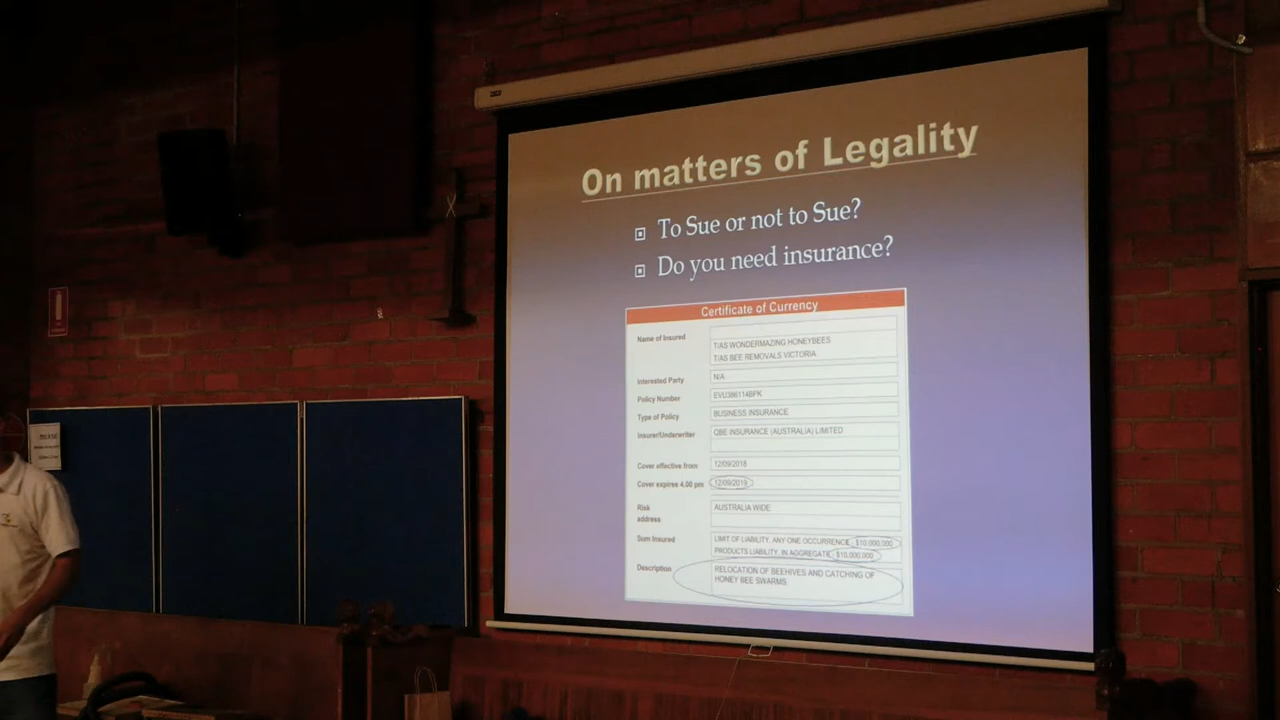 On matters of Legality
To Sue or not to Sue?
Do you need insurance?
Certificate of Currency
Name of Insured
T/AS WONDERMAZING HONEYBEES
T/AS BEE REMOVALS VICTORIA
Interested Party N/A
Policy Number EVU386114BPK
Type of Policy BUSINESS INSURANCE
Insurer/Underwriter QBE INSURANCE (AUSTRALIA) LIMITED
Cover effective from 12/09/2018
Cover expires 4.00 pm 12/09/2019
Risk address AUSTRALIA WIDE
Sum Insured LIMIT OF LIABILITY, ANY ONE OCCURRENCE $10,000,000
PRODUCTS LIABILITY, IN AGGREGATE $10,000,000
Description RELOCATION OF BEEHIVES AND CATCHING OF
HONEY BEE SWARMS